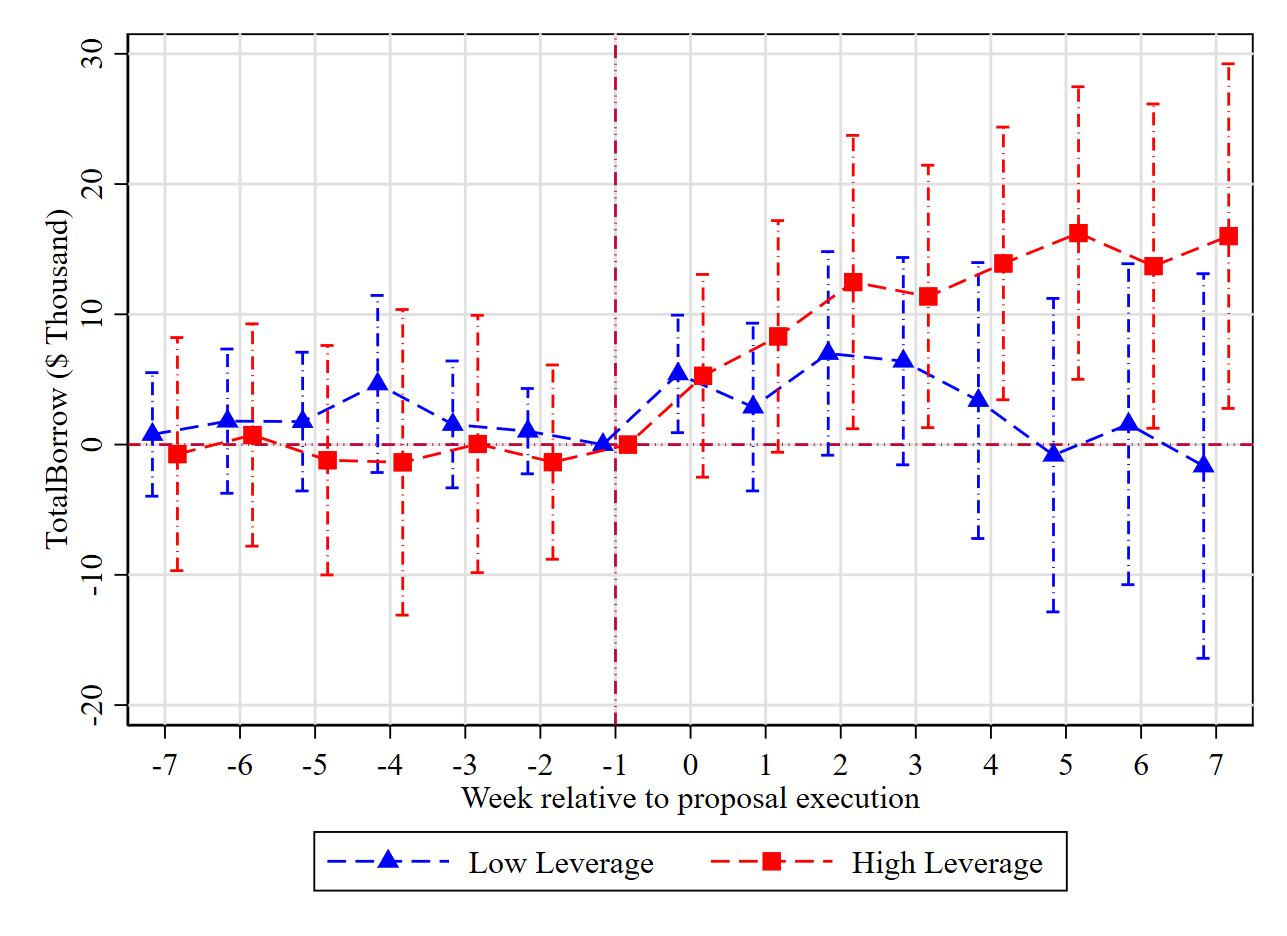 TotalBorrow ($ Thousand)
30
20
10
0
-10
-20
-7 -6 -5 -4 -3 -2 -1 0 1 2 3 4 5 6 7
Week relative to proposal execution
Low Leverage High Leverage